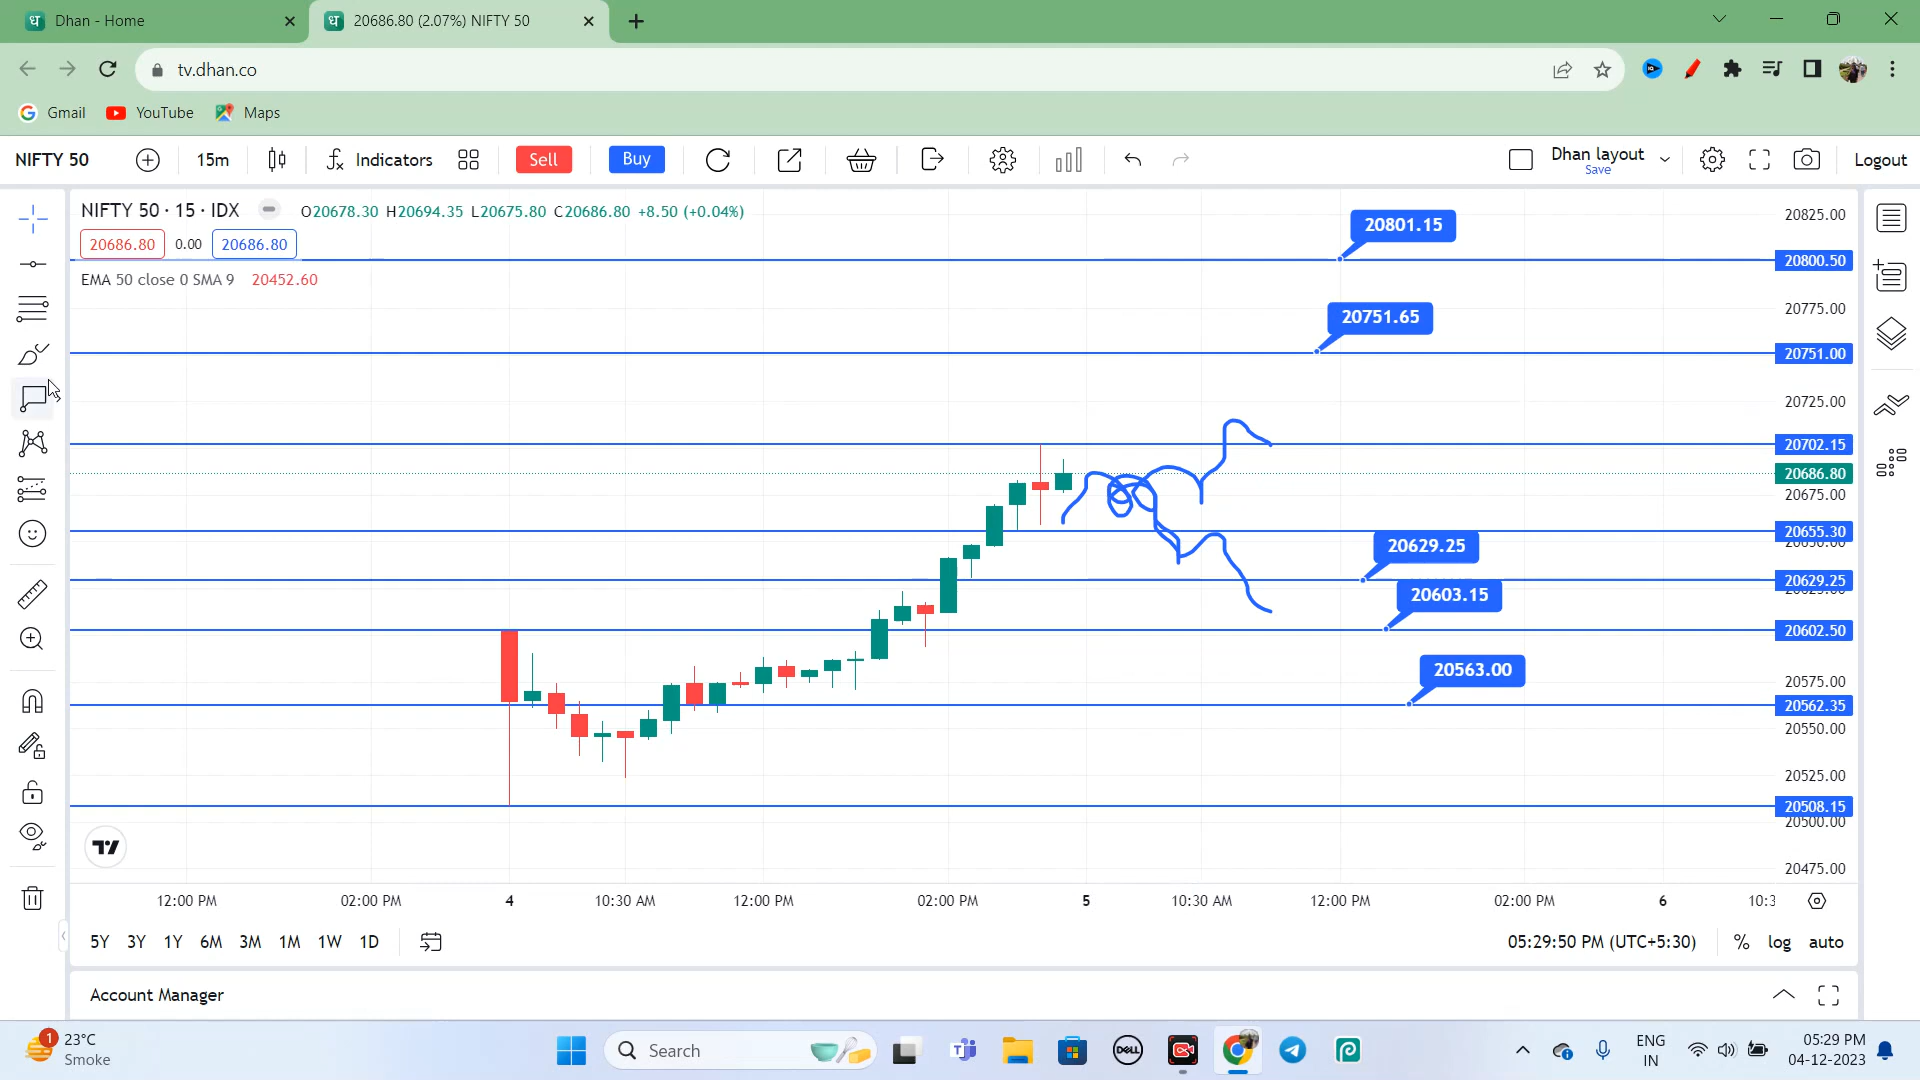 Dhan - Home
20686.80 (2.07%) NIFTY 50
tv.dhan.co
Gmail
YouTube
Maps
NIFTY 50
15m
Indicators
Sell
Buy
Dhan layout
Save
Logout
NIFTY 50 · 15 · IDX
O20678.30 H20694.35 L20675.80 C20686.80 +8.50 (+0.04%)
20686.80 0.00 20686.80
EMA 50 close 0 SMA 9 20452.60
20801.15
20751.65
20629.25
20603.15
20563.00
20825.00
20800.50
20775.00
20751.00
20725.00
20702.15
20686.80
20675.00
20655.30
20650.00
20629.25
20625.00
20602.50
20575.00
20562.35
20550.00
20525.00
20508.15
20500.00
20475.00
12:00 PM 02:00 PM 4 10:30 AM 12:00 PM 02:00 PM 5 10:30 AM 12:00 PM 02:00 PM 6 10:3
5Y 3Y 1Y 6M 3M 1M 1W 1D
05:29:50 PM (UTC+5:30) % log auto
Account Manager
1
23°C
Smoke
Search
DELL
ENG
IN
05:29 PM
04-12-2023